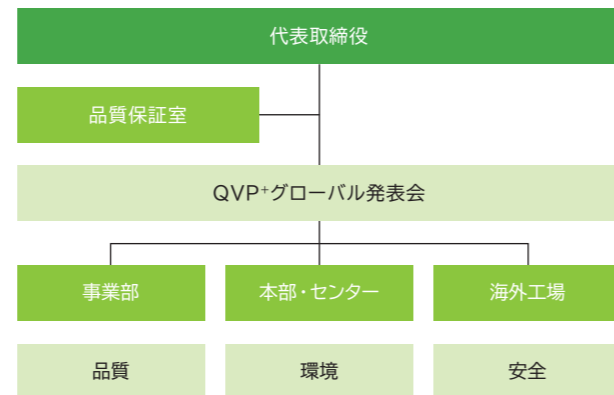 代表取締役
品質保証室
QVP⁺グローバル発表会
事業部
本部・センター
海外工場
品質
環境
安全